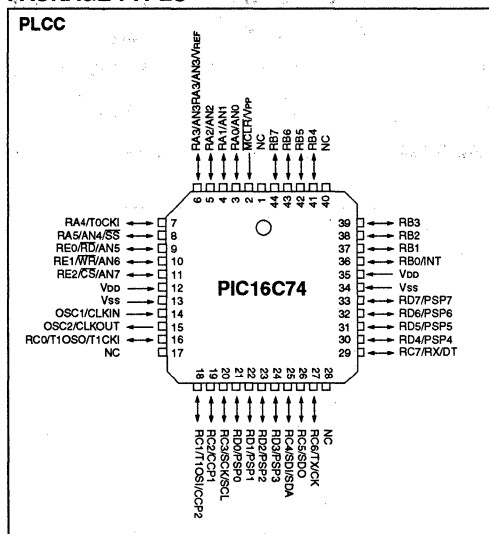 PACKAGE TYPES
PLCC
RA3/AN3RA3/AN3/VREF
RA2/AN2
RA1/AN1
RA0/AN0
MCLR/VPP
NC
RB7
RB6
RB5
RB4
NC
6
5
4
3
2
1
44
43
42
41
40
RA4/T0CKI 7
RA5/AN4/SS 8
RE0/RD/AN5 9
RE1/WR/AN6 10
RE2/CS/AN7 11
VDD 12
VSS 13
OSC1/CLKIN 14
OSC2/CLKOUT 15
RC0/T1OSO/T1CKI 16
NC 17
PIC16C74
39 RB3
38 RB2
37 RB1
36 RB0/INT
35 VDD
34 VSS
33 RD7/PSP7
32 RD6/PSP6
31 RD5/PSP5
30 RD4/PSP4
29 RC7/RX/DT
18
19
20
21
22
23
24
25
26
27
28
RC1/T1OSI/CCP2
RC2/CCP1
RC3/SCK/SCL
RD0/PSP0
RD1/PSP1
RD2/PSP2
RD3/PSP3
RC4/SDI/SDA
RC5/SDO
RC6/TX/CK
NC